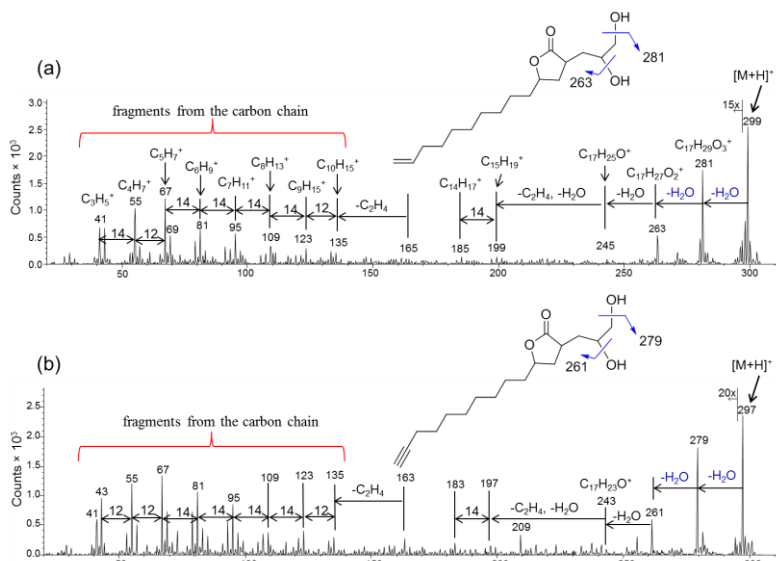 (a)
OH
O
O
OH
281
263
[M+H]⁺
fragments from the carbon chain
15x
299
C₁₇H₂₉O₃⁺
281
C₁₇H₂₇O₂⁺
263
C₁₇H₂₅O⁺
245
C₁₅H₁₉⁺
199
C₁₄H₁₇⁺
185
165
C₁₀H₁₅⁺
135
C₉H₁₅⁺
123
C₈H₁₃⁺
109
C₇H₁₁⁺
95
C₆H₉⁺
81
69
C₅H₇⁺
67
C₄H₇⁺
55
C₃H₅⁺
41
14 12 14 14 14 14 12 -C₂H₄ 14 -C₂H₄, -H₂O -H₂O -H₂O -H₂O
Counts × 10³
3.0
2.5
2.0
1.5
1.0
0.5
0.0
50 100 150 200 250 300
(b)
OH
O
O
OH
279
261
[M+H]⁺
fragments from the carbon chain
20x
297
279
-H₂O -H₂O
C₁₇H₂₃O⁺
41 43 55 67 81 95 109 123 135 163 183 197 209 243 261
12 12 14 14 14 14 12 -C₂H₄ 14 -C₂H₄, -H₂O -H₂O
Counts × 10³
2.5
2.0
1.5
1.0
0.5
0.0